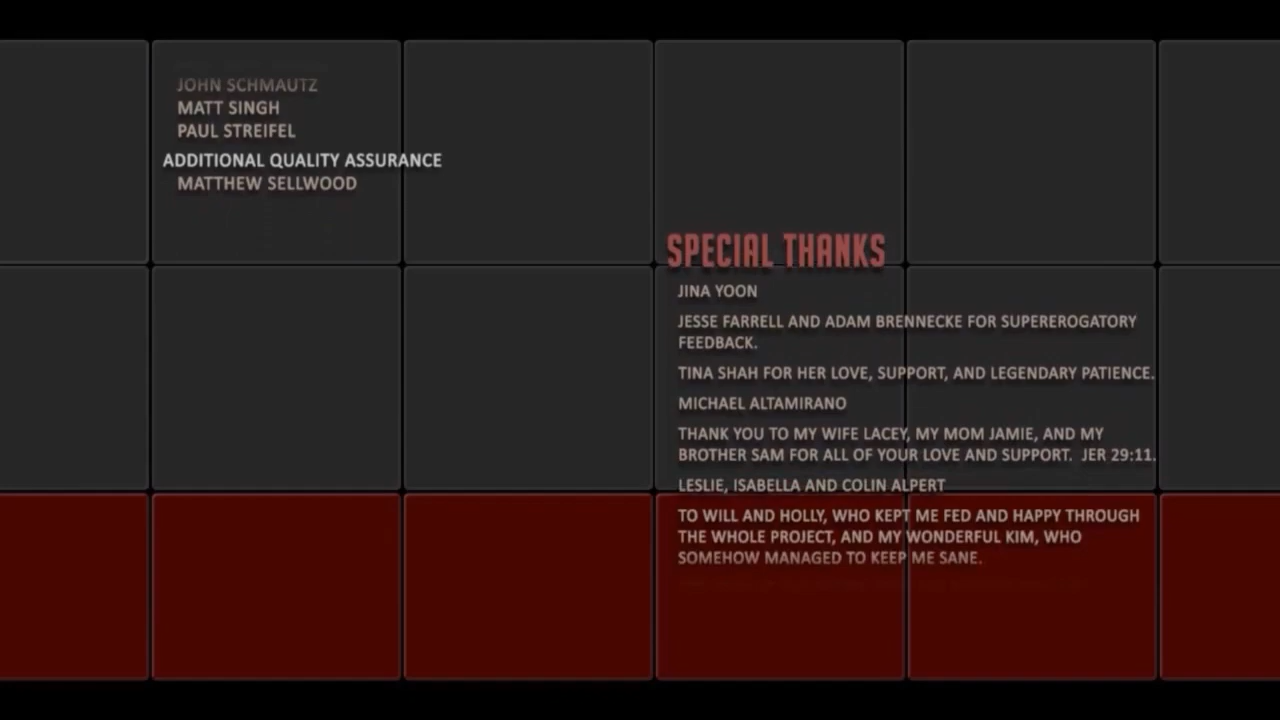 JOHN SCHMAUTZ
MATT SINGH
PAUL STREIFEL
ADDITIONAL QUALITY ASSURANCE
MATTHEW SELLWOOD
SPECIAL THANKS
JINA YOON
JESSE FARRELL AND ADAM BRENNECKE FOR SUPEREROGATORY
FEEDBACK.
TINA SHAH FOR HER LOVE, SUPPORT, AND LEGENDARY PATIENCE.
MICHAEL ALTAMIRANO
THANK YOU TO MY WIFE LACEY, MY MOM JAMIE, AND MY
BROTHER SAM FOR ALL OF YOUR LOVE AND SUPPORT.  JER 29:11.
LESLIE, ISABELLA AND COLIN ALPERT
TO WILL AND HOLLY, WHO KEPT ME FED AND HAPPY THROUGH
THE WHOLE PROJECT, AND MY WONDERFUL KIM, WHO
SOMEHOW MANAGED TO KEEP ME SANE.